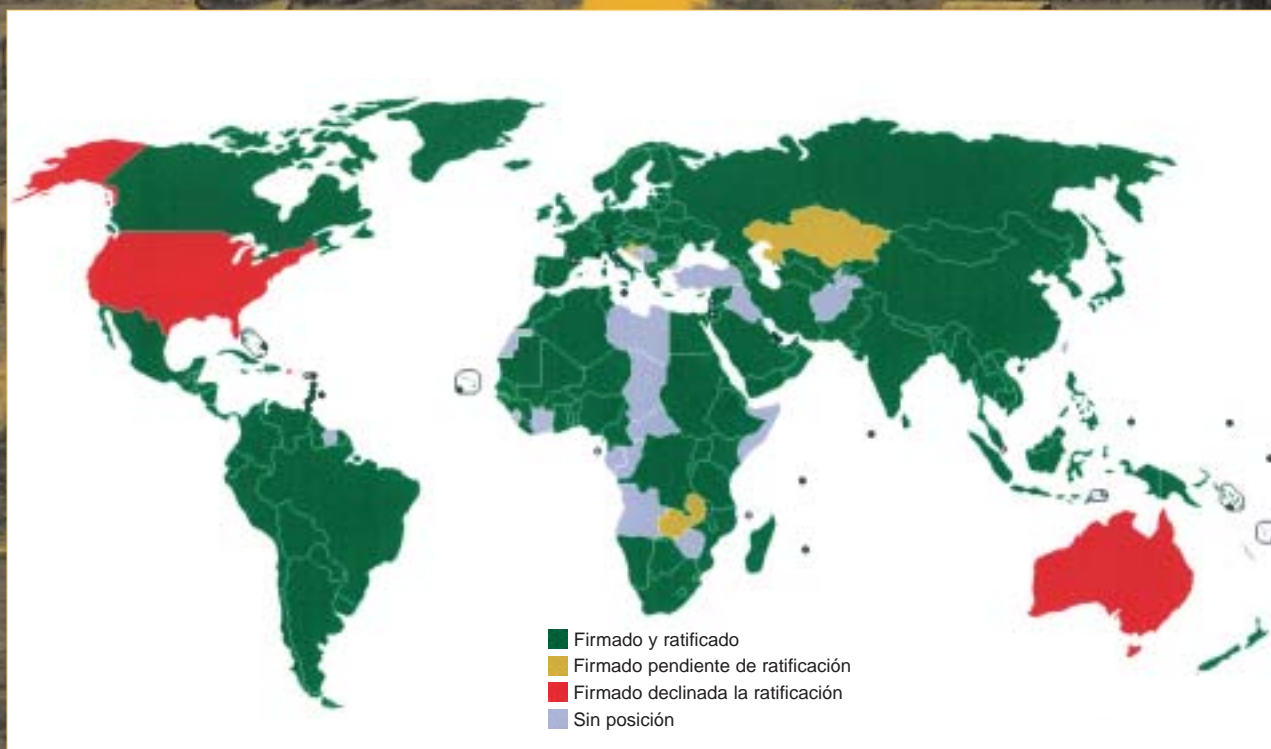 Firmado y ratificado
Firmado pendiente de ratificación
Firmado declinada la ratificación
Sin posición